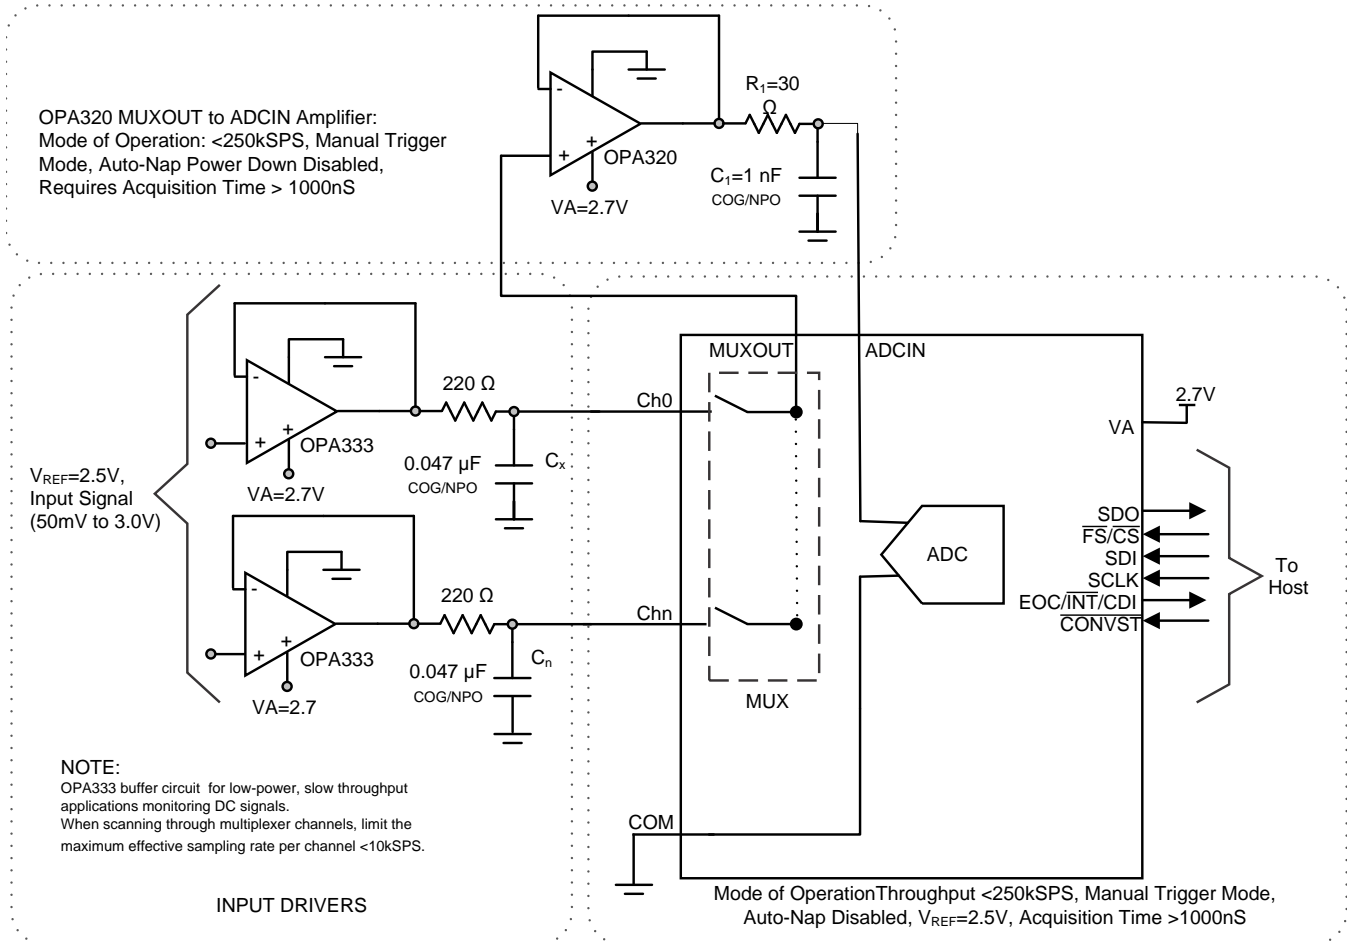 OPA320 MUXOUT to ADCIN Amplifier:
Mode of Operation: <250kSPS, Manual Trigger
Mode, Auto-Nap Power Down Disabled,
Requires Acquisition Time > 1000nS
-
+
+
OPA320
VA=2.7V
R1=30
Ω
C1=1 nF
COG/NPO
VREF=2.5V,
Input Signal
(50mV to 3.0V)
-
+
+
OPA333
VA=2.7V
220 Ω
0.047 µF
COG/NPO
Cx
-
+
+
OPA333
VA=2.7
220 Ω
0.047 µF
COG/NPO
Cn
NOTE:
OPA333 buffer circuit for low-power, slow throughput
applications monitoring DC signals.
When scanning through multiplexer channels, limit the
maximum effective sampling rate per channel <10kSPS.
INPUT DRIVERS
MUXOUT
ADCIN
Ch0
Chn
MUX
ADC
COM
2.7V
VA
SDO
FS/CS
SDI
SCLK
EOC/INT/CDI
CONVST
To
Host
Mode of OperationThroughput <250kSPS, Manual Trigger Mode,
Auto-Nap Disabled, VREF=2.5V, Acquisition Time >1000nS